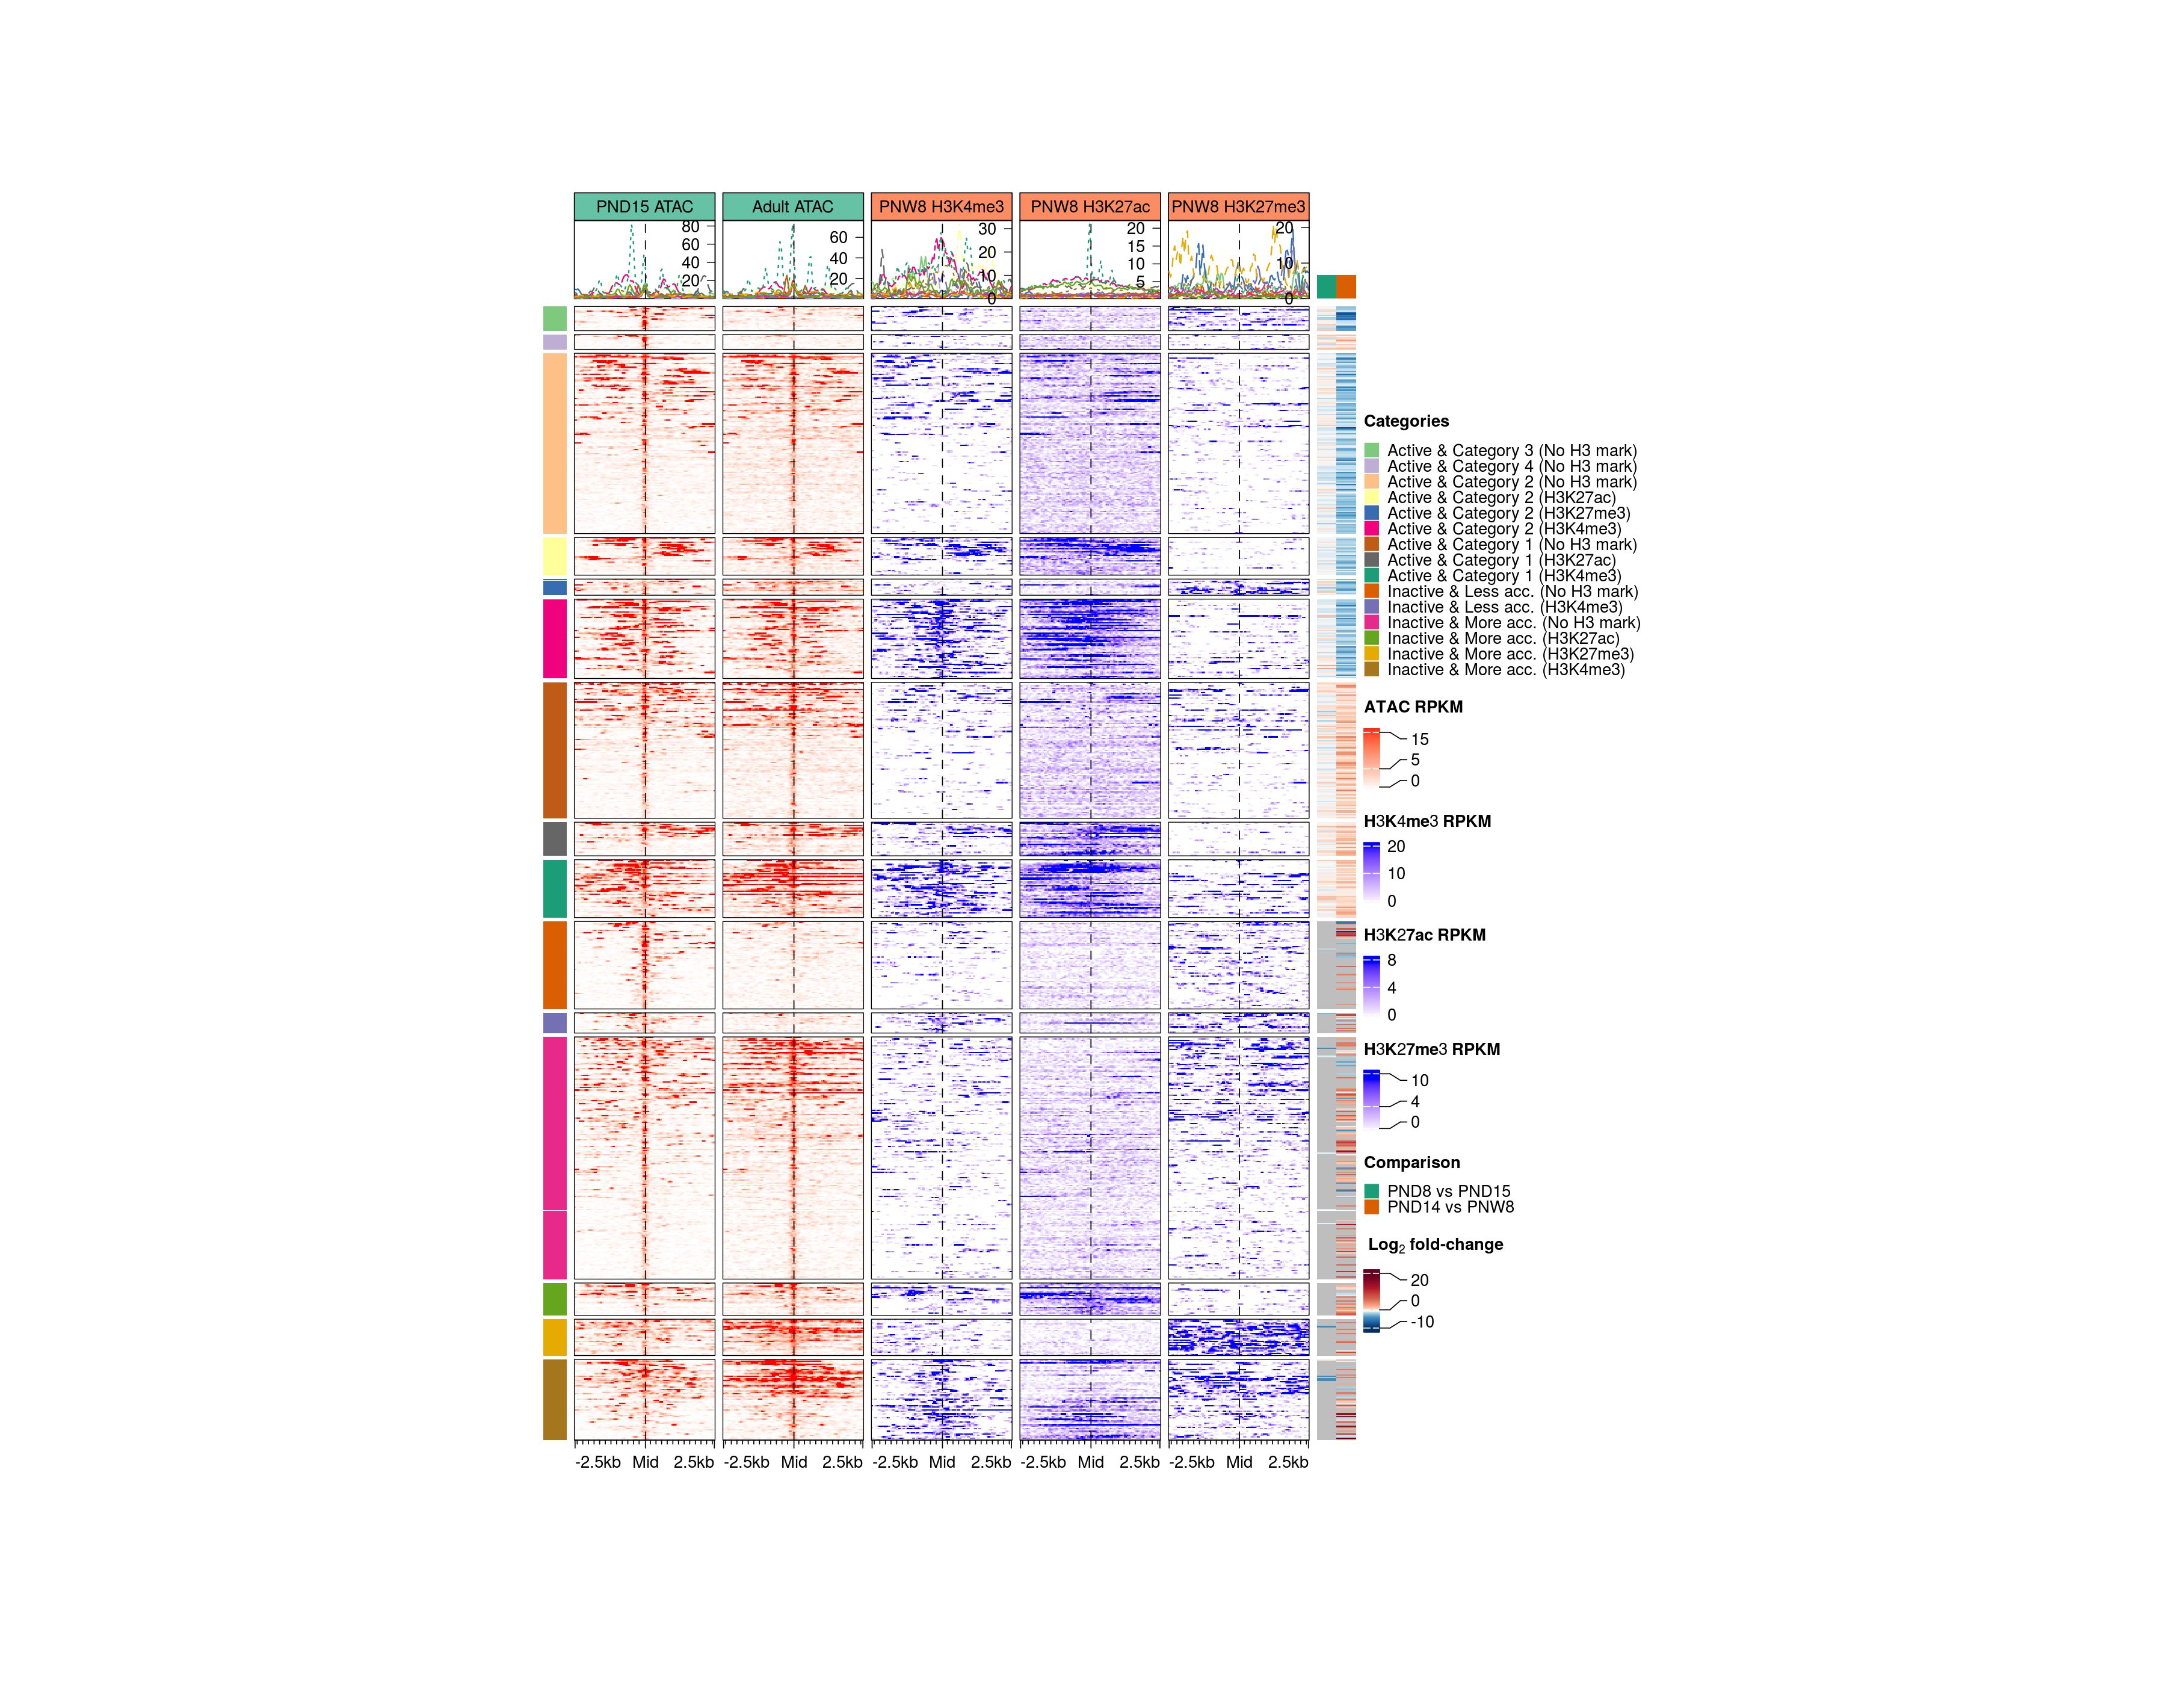 PND15 ATAC
Adult ATAC
PNW8 H3K4me3
PNW8 H3K27ac
PNW8 H3K27me3
80
60
40
20
60
40
20
30
20
10
0
20
15
10
5
20
10
0
Categories
Active & Category 3 (No H3 mark)
Active & Category 4 (No H3 mark)
Active & Category 2 (No H3 mark)
Active & Category 2 (H3K27ac)
Active & Category 2 (H3K27me3)
Active & Category 2 (H3K4me3)
Active & Category 1 (No H3 mark)
Active & Category 1 (H3K27ac)
Active & Category 1 (H3K4me3)
Inactive & Less acc. (No H3 mark)
Inactive & Less acc. (H3K4me3)
Inactive & More acc. (No H3 mark)
Inactive & More acc. (H3K27ac)
Inactive & More acc. (H3K27me3)
Inactive & More acc. (H3K4me3)
ATAC RPKM
15
5
0
H3K4me3 RPKM
20
10
0
H3K27ac RPKM
8
4
0
H3K27me3 RPKM
10
4
0
Comparison
PND8 vs PND15
PND14 vs PNW8
Log₂ fold-change
20
0
-10
-2.5kb Mid 2.5kb
-2.5kb Mid 2.5kb
-2.5kb Mid 2.5kb
-2.5kb Mid 2.5kb
-2.5kb Mid 2.5kb